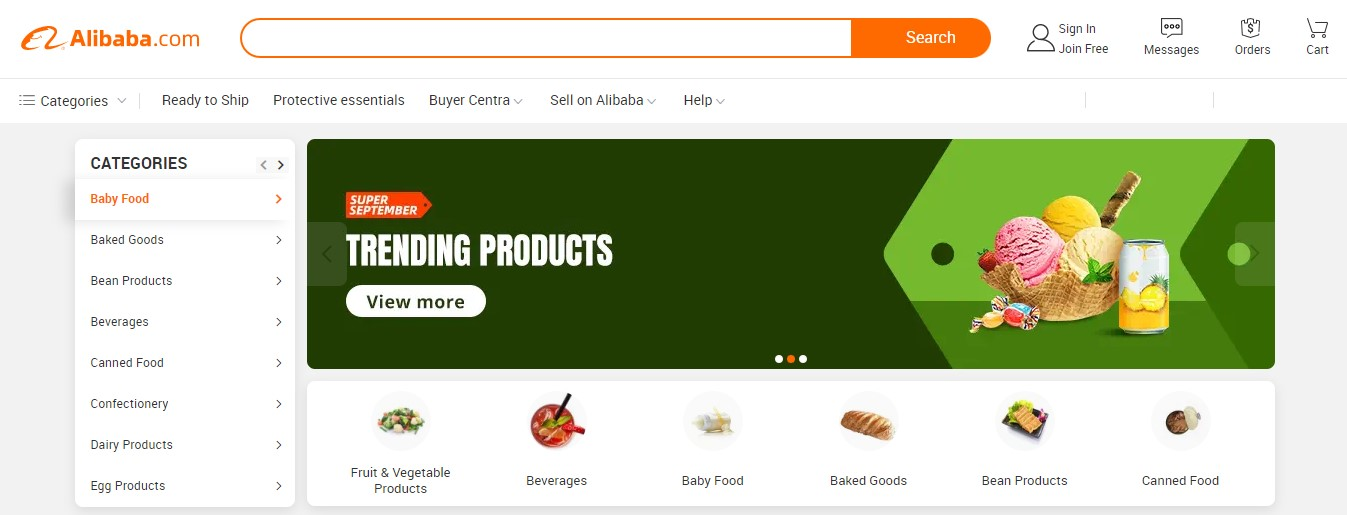 Alibaba.com
Search
Sign In
Join Free
Messages
Orders
Cart
Categories
Ready to Ship
Protective essentials
Buyer Centra
Sell on Alibaba
Help
CATEGORIES
Baby Food
Baked Goods
Bean Products
Beverages
Canned Food
Confectionery
Dairy Products
Egg Products
SUPER
SEPTEMBER
TRENDING PRODUCTS
View more
Fruit & Vegetable
Products
Beverages
Baby Food
Baked Goods
Bean Products
Canned Food